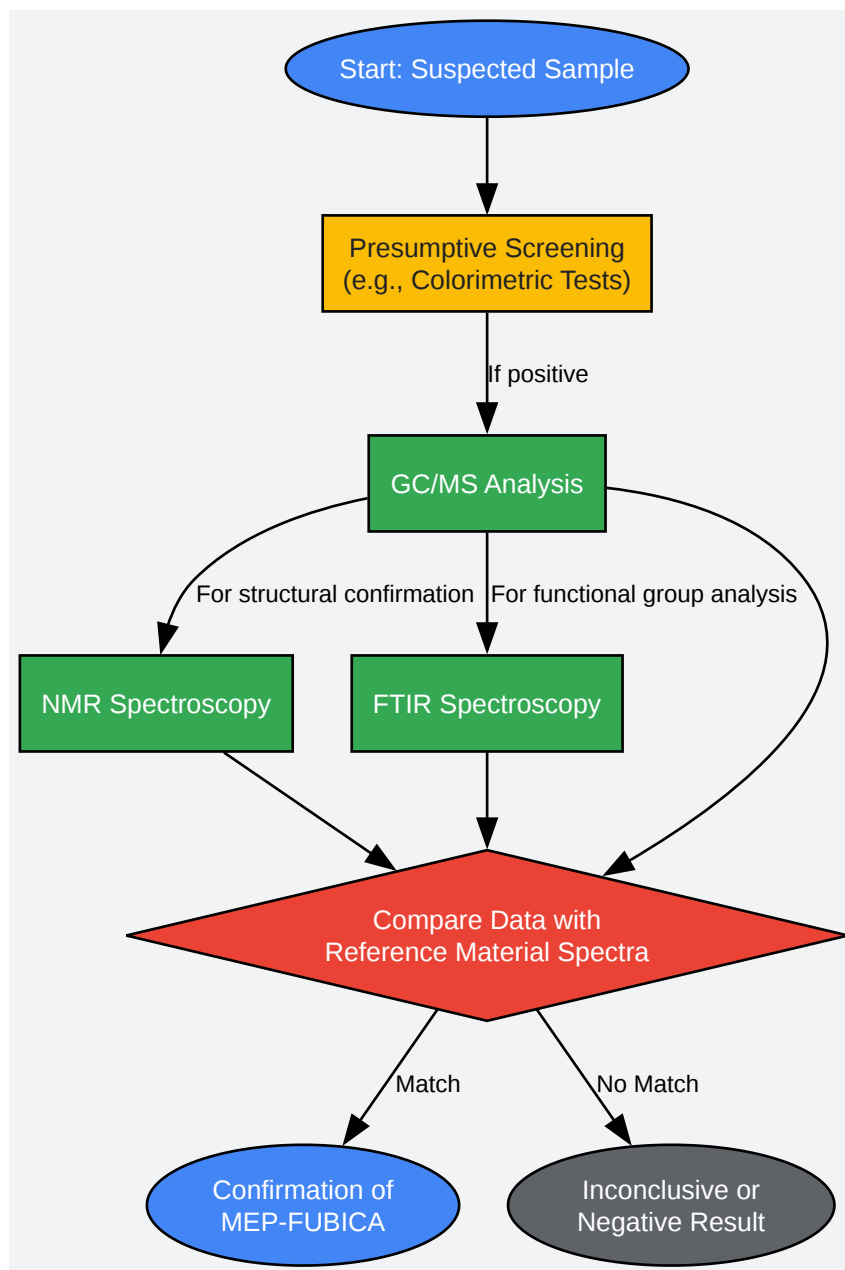 Start: Suspected Sample
Presumptive Screening
(e.g., Colorimetric Tests)
If positive
GC/MS Analysis
For structural confirmation
For functional group analysis
NMR Spectroscopy
FTIR Spectroscopy
Compare Data with
Reference Material Spectra
Match
No Match
Confirmation of
MEP-FUBICA
Inconclusive or
Negative Result